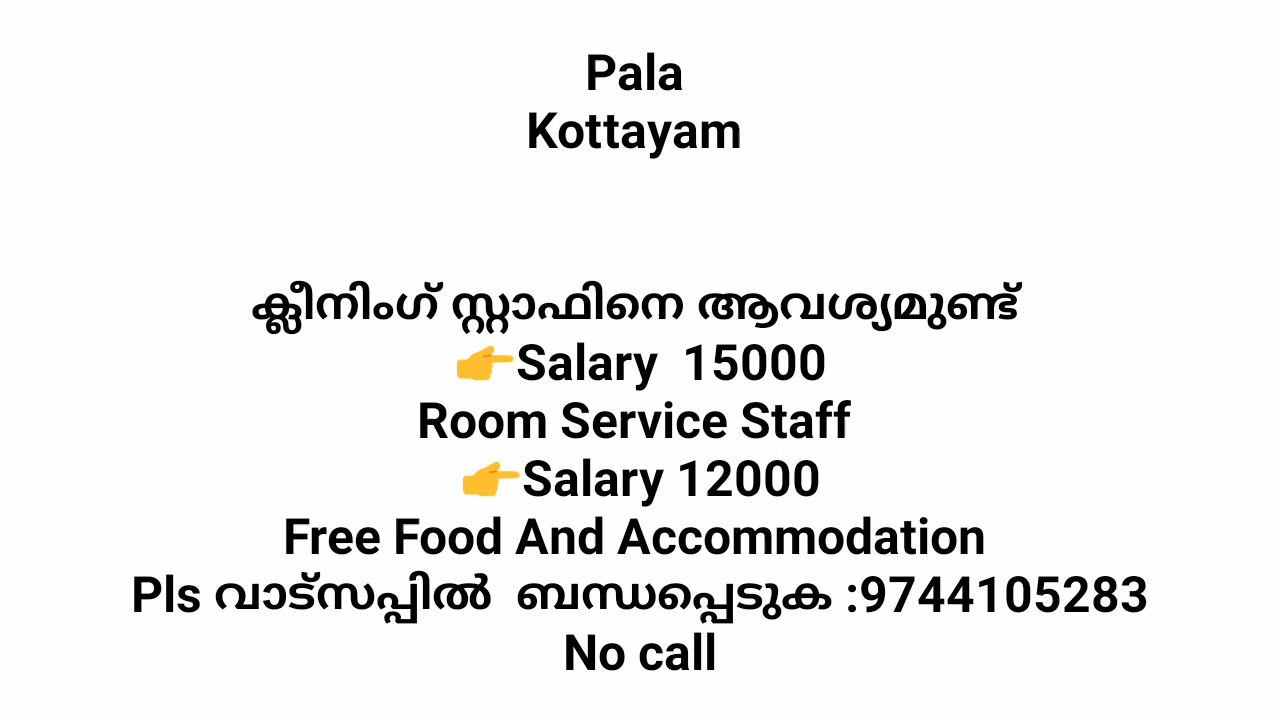 Pala
Kottayam
ക്ലീനിംഗ് സ്റ്റാഫിനെ ആവശ്യമുണ്ട്
👉Salary  15000
Room Service Staff
👉Salary 12000
Free Food And Accommodation
Pls വാട്സപ്പിൽ  ബന്ധപ്പെടുക :9744105283
No call